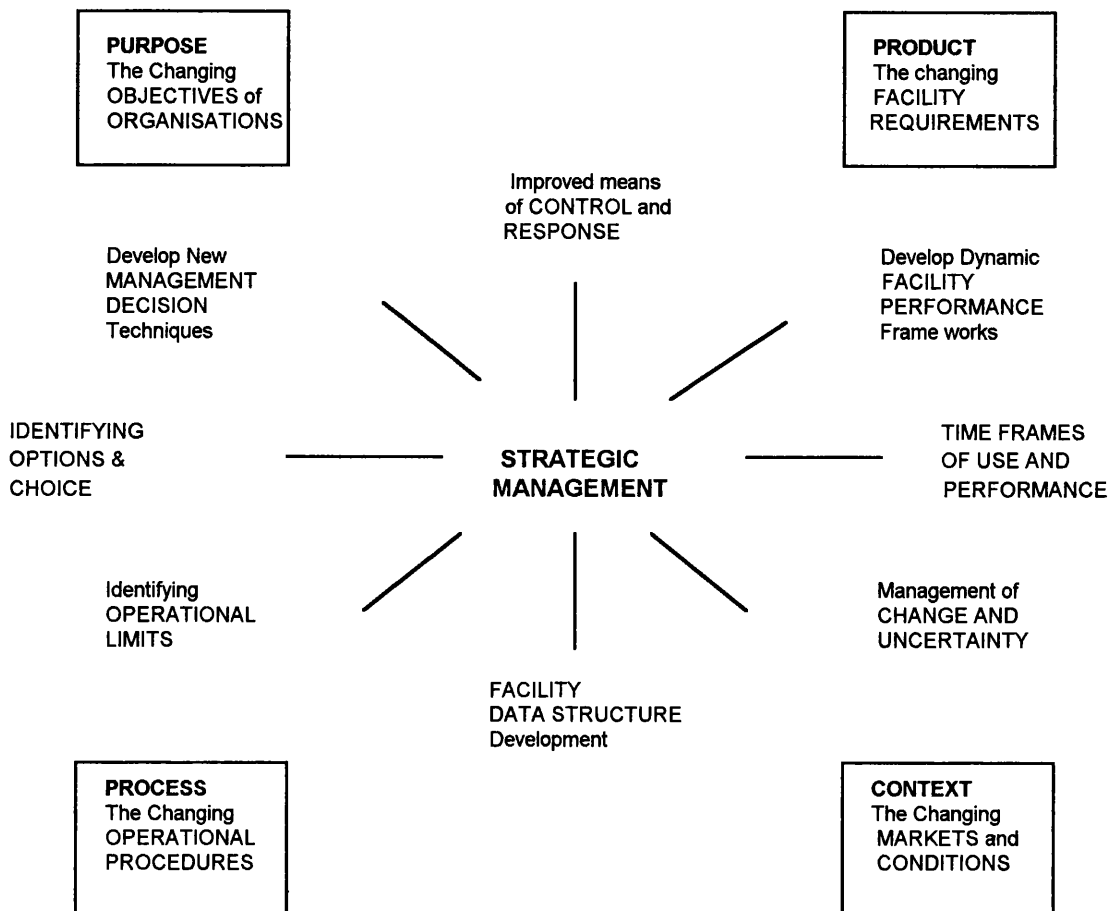 PURPOSE
The Changing
OBJECTIVES of
ORGANISATIONS
PRODUCT
The changing
FACILITY
REQUIREMENTS
Improved means
of CONTROL and
RESPONSE
Develop New
MANAGEMENT
DECISION
Techniques
Develop Dynamic
FACILITY
PERFORMANCE
Frame works
IDENTIFYING
OPTIONS &
CHOICE
STRATEGIC
MANAGEMENT
TIME FRAMES
OF USE AND
PERFORMANCE
Identifying
OPERATIONAL
LIMITS
Management of
CHANGE AND
UNCERTAINTY
FACILITY
DATA STRUCTURE
Development
PROCESS
The Changing
OPERATIONAL
PROCEDURES
CONTEXT
The Changing
MARKETS and
CONDITIONS